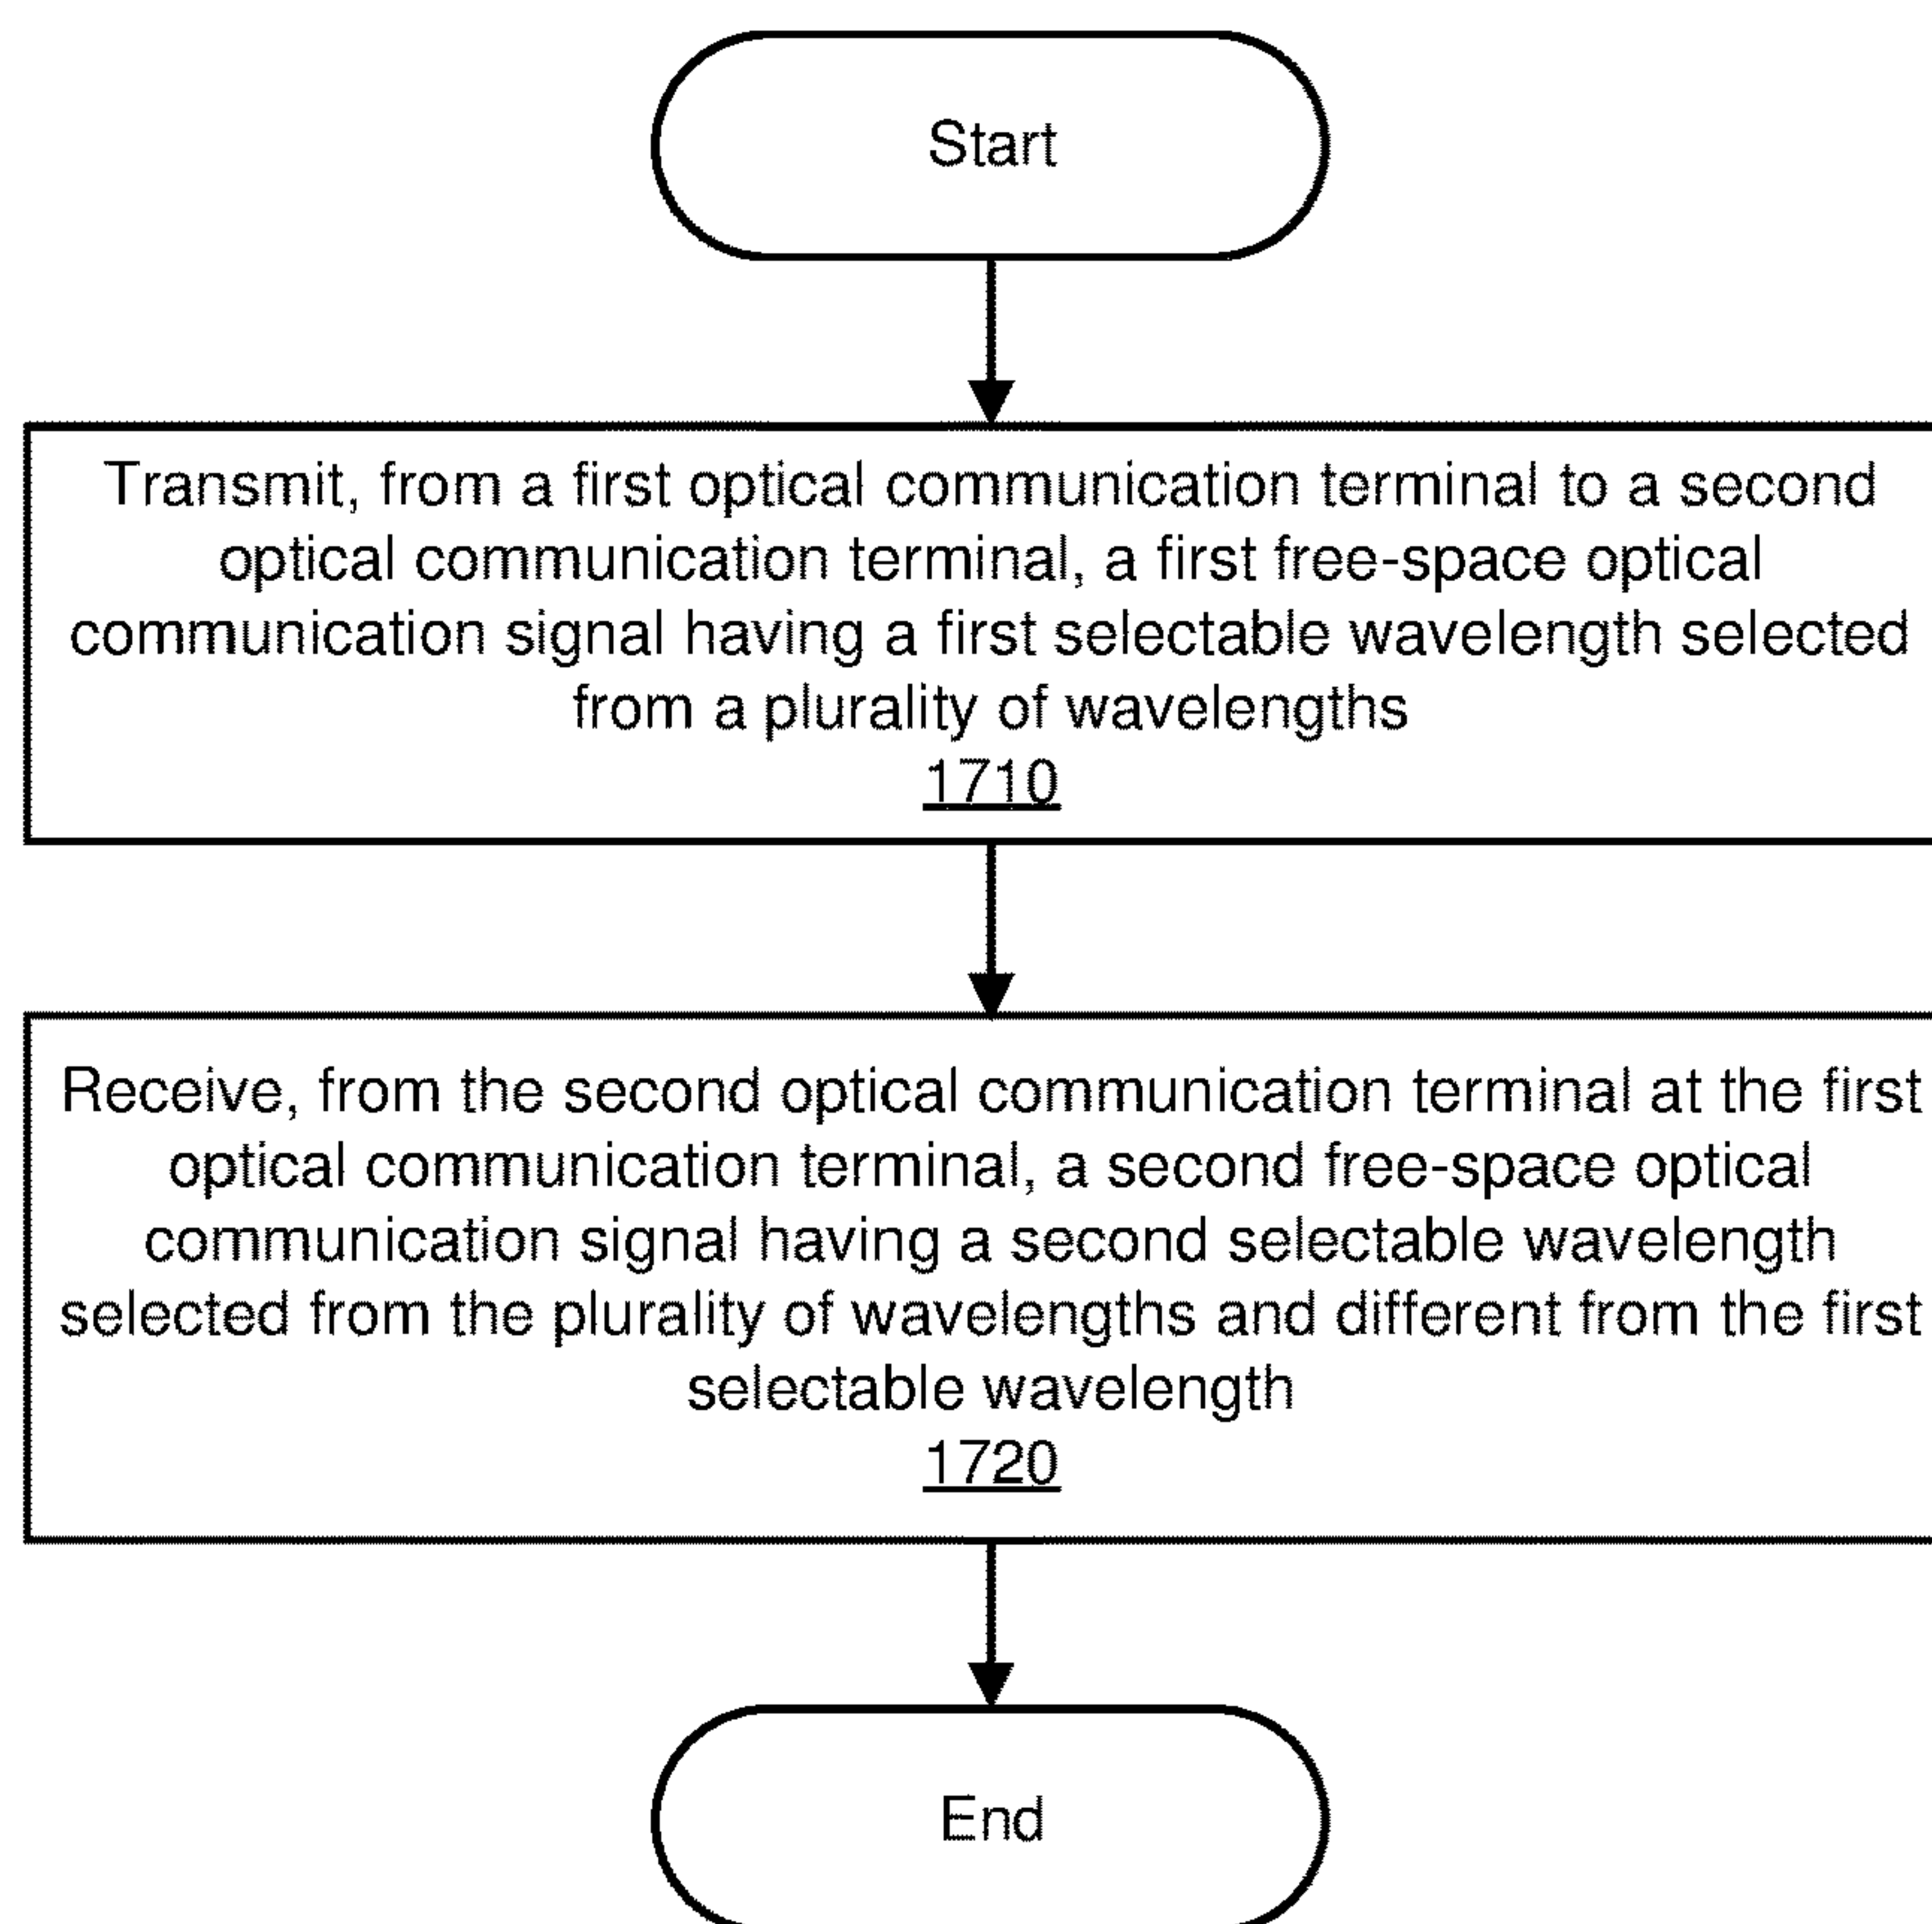 Start
Transmit, from a first optical communication terminal to a second
optical communication terminal, a first free-space optical
communication signal having a first selectable wavelength selected
from a plurality of wavelengths
1710
Receive, from the second optical communication terminal at the first
optical communication terminal, a second free-space optical
communication signal having a second selectable wavelength
selected from the plurality of wavelengths and different from the first
selectable wavelength
1720
End